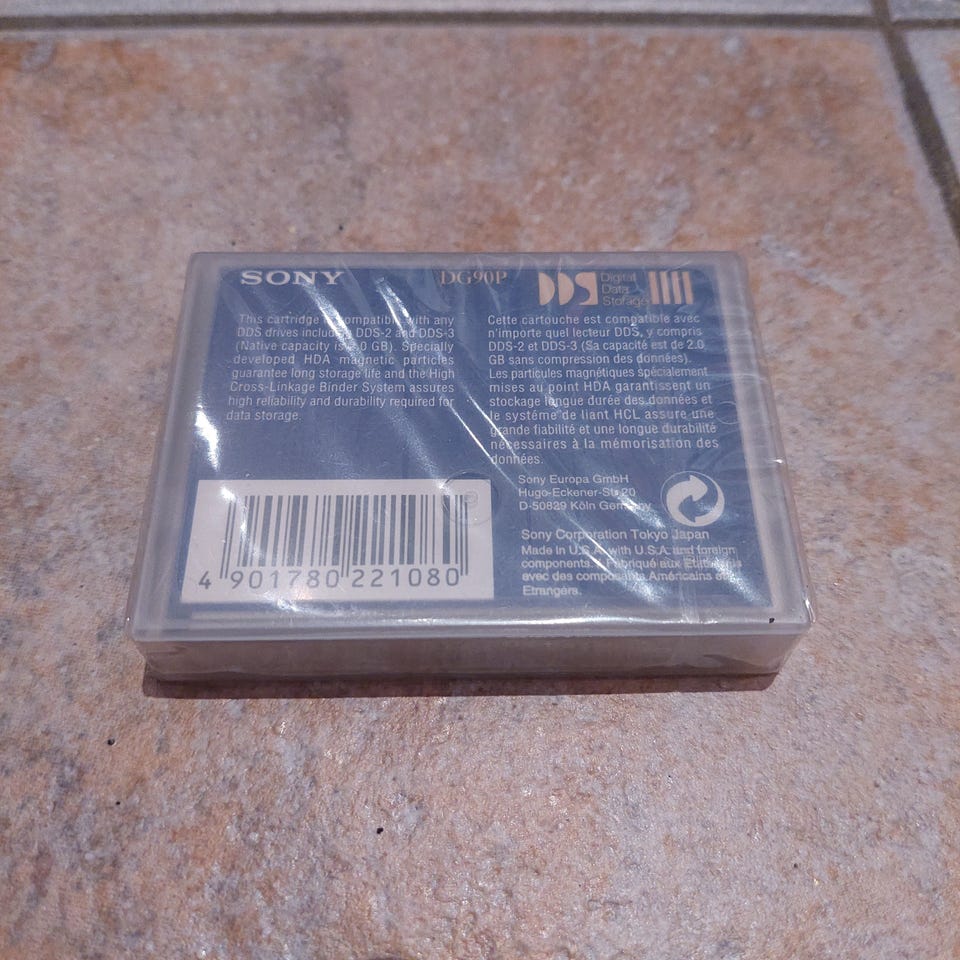 SONY
DG90P
DDS Digital
Data
Storage
This cartridge is compatible with any
DDS drives including DDS-2 and DDS-3
(Native capacity is 2.0 GB). Specially
developed HDA magnetic particles
guarantee long storage life and the High
Cross-Linkage Binder System assures
high reliability and durability required for
data storage.
Cette cartouche est compatible avec
n'importe quel lecteur DDS, y compris
DDS-2 et DDS-3 (Sa capacité est de 2.0
GB sans compression des données).
Les particules magnétiques spécialement
mises au point HDA garantissent un
stockage longue durée des données et
le système de liant HCL assure une
grande fiabilité et une longue durabilité
nécessaires à la mémorisation des
données.
Sony Europa GmbH
Hugo-Eckener-Str. 20
D-50829 Köln Germany
Sony Corporation Tokyo Japan
Made in U.S.A. with U.S.A. and foreign
components. Fabriqué aux
avec des composants Américains
Etrangers.
4 901780 221080